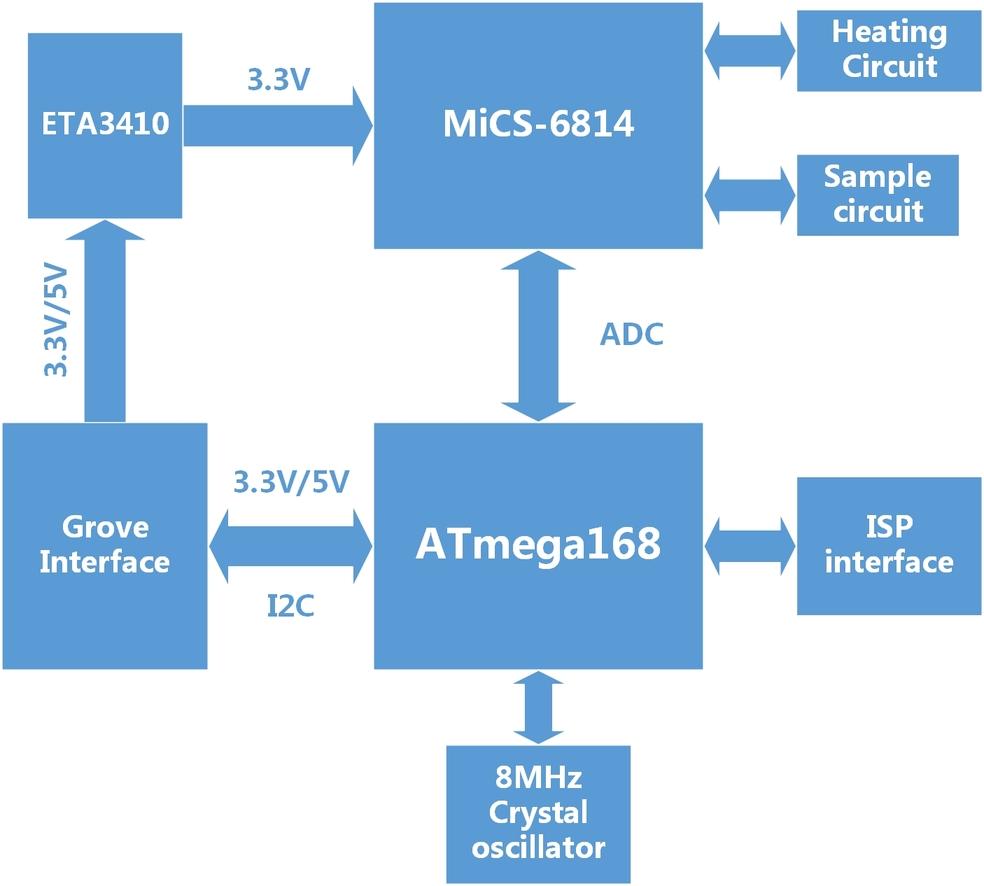 Heating
Circuit
3.3V
ETA3410
MiCS-6814
Sample
circuit
3.3V/5V
ADC
3.3V/5V
Grove
Interface
ATmega168
ISP
interface
I2C
8MHz
Crystal
oscillator